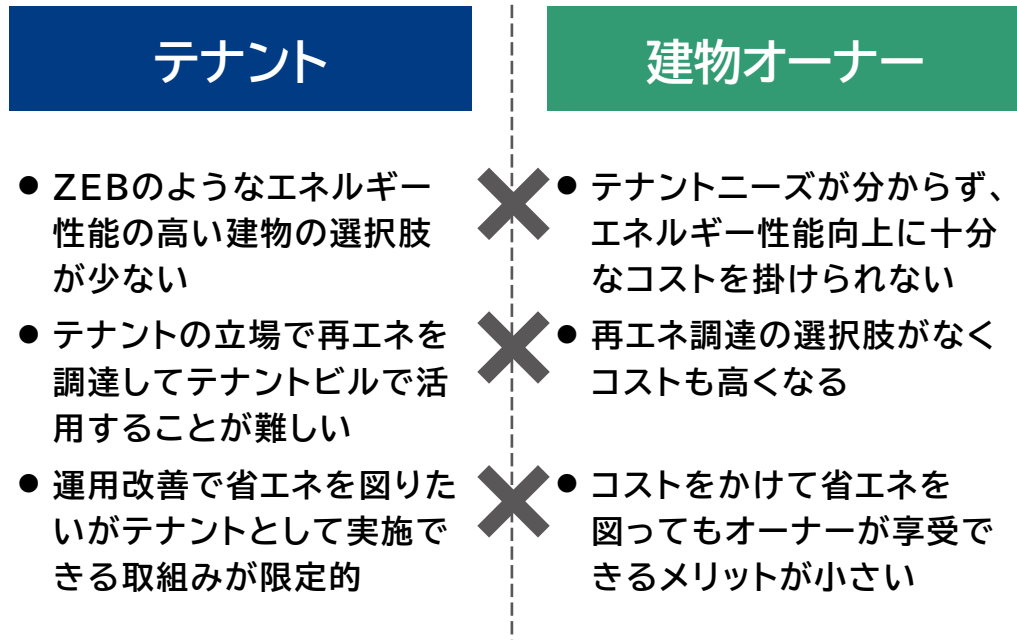 テナント
● ZEBのようなエネルギー
性能の高い建物の選択肢
が少ない
● テナントの立場で再エネを
調達してテナントビルで活
用することが難しい
● 運用改善で省エネを図りた
いがテナントとして実施で
きる取組みが限定的
建物オーナー
● テナントニーズが分からず、
エネルギー性能向上に十分
なコストを掛けられない
● 再エネ調達の選択肢がなく
コストも高くなる
● コストをかけて省エネを
図ってもオーナーが享受で
きるメリットが小さい